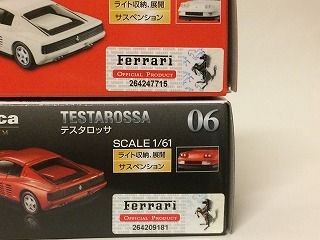 ライト収納、展開
サスペンション
Ferrari
OFFICIAL PRODUCT
264247715
ca
TESTAROSSA
テスタロッサ
06
SCALE 1/61
ライト収納、展開
サスペンション
Ferrari
OFFICIAL PRODUCT
264209181